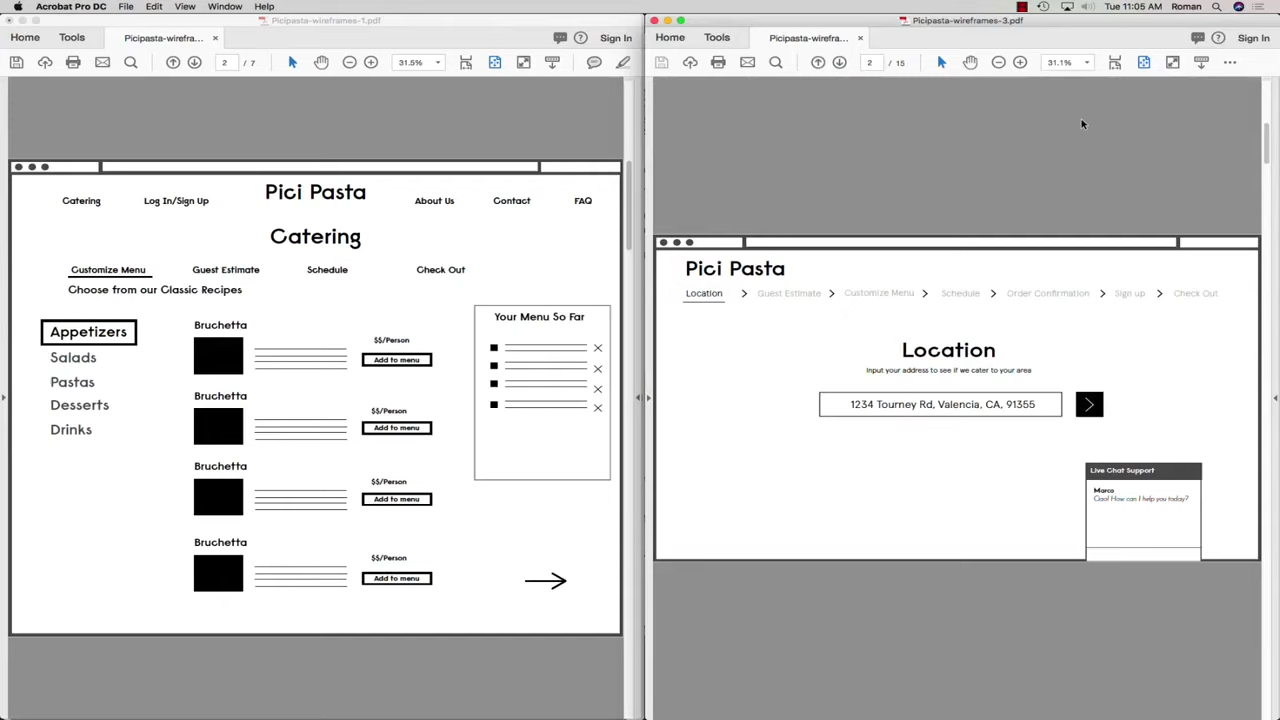 Acrobat Pro DC File Edit View Window Help
Tue 11:05 AM Roman
Picipasta-wireframes-1.pdf
Home Tools Picipasta-wirefra... × Sign In
2 / 7 31.5%
Catering Log In/Sign Up Pici Pasta About Us Contact FAQ
Catering
Customize Menu Guest Estimate Schedule Check Out
Choose from our Classic Recipes
Appetizers
Salads
Pastas
Desserts
Drinks
Bruchetta
$$/Person
Add to menu
Bruchetta
$$/Person
Add to menu
Bruchetta
$$/Person
Add to menu
Bruchetta
$$/Person
Add to menu
Your Menu So Far
Picipasta-wireframes-3.pdf
Home Tools Picipasta-wirefra... × Sign In
2 / 15 31.1%
Pici Pasta
Location > Guest Estimate > Customize Menu > Schedule > Order Confirmation > Sign up > Check Out
Location
Input your address to see if we cater to your area
1234 Tourney Rd, Valencia, CA, 91355
Live Chat Support
Marco
Ciao! How can I help you today?